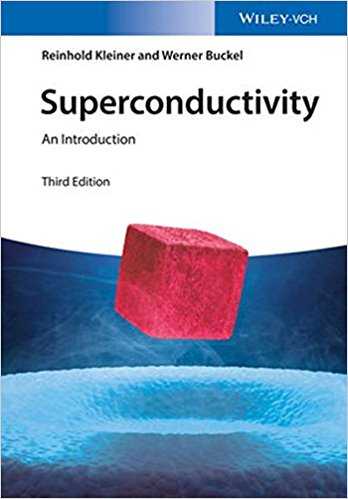 WILEY-VCH
Reinhold Kleiner and Werner Buckel
Superconductivity
An Introduction
Third Edition